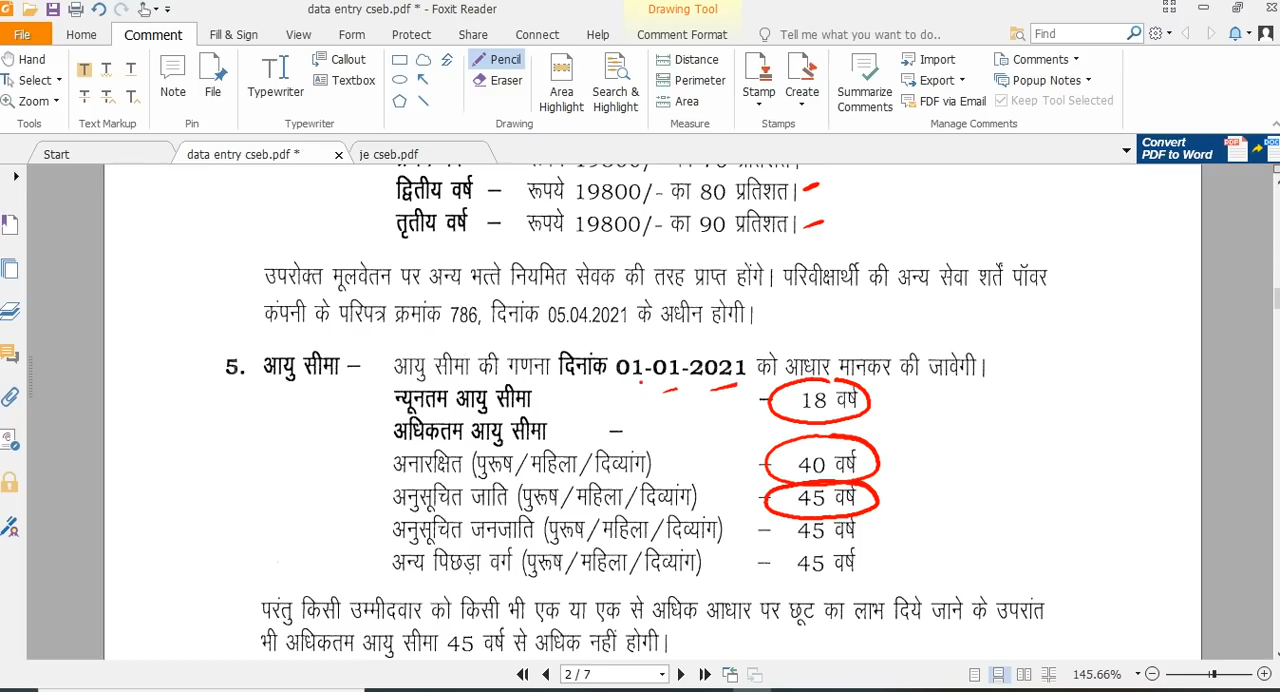 data entry cseb.pdf * - Foxit Reader
Drawing Tool
File Home Comment Fill & Sign View Form Protect Share Connect Help Comment Format Tell me what you want to do.. Find
Hand
Select
Zoom
Tools
Text Markup
Note
File
Pin
Typewriter
Callout
Textbox
Typewriter
Pencil
Eraser
Drawing
Area Highlight
Search & Highlight
Distance
Perimeter
Area
Measure
Stamp
Create
Stamps
Summarize Comments
Import
Export
FDF via Email
Comments
Popup Notes
Keep Tool Selected
Manage Comments
Start
data entry cseb.pdf *
je cseb.pdf
Convert
PDF to Word
द्वितीय वर्ष – रूपये 19800/- का 80 प्रतिशत।
तृतीय वर्ष – रूपये 19800/- का 90 प्रतिशत।
उपरोक्त मूलवेतन पर अन्य भत्ते नियमित सेवक की तरह प्राप्त होंगे। परिवीक्षार्थी की अन्य सेवा शर्तें पॉवर
कंपनी के परिपत्र क्रमांक 786, दिनांक 05.04.2021 के अधीन होगी।
5. आयु सीमा – आयु सीमा की गणना दिनांक 01-01-2021 को आधार मानकर की जावेगी।
न्यूनतम आयु सीमा – 18 वर्ष
अधिकतम आयु सीमा –
अनारक्षित (पुरूष/महिला/दिव्यांग) – 40 वर्ष
अनुसूचित जाति (पुरूष/महिला/दिव्यांग) – 45 वर्ष
अनुसूचित जनजाति (पुरूष/महिला/दिव्यांग) – 45 वर्ष
अन्य पिछड़ा वर्ग (पुरूष/महिला/दिव्यांग) – 45 वर्ष
परंतु किसी उम्मीदवार को किसी भी एक या एक से अधिक आधार पर छूट का लाभ दिये जाने के उपरांत
भी अधिकतम आयु सीमा 45 वर्ष से अधिक नहीं होगी।
2 / 7
145.66%